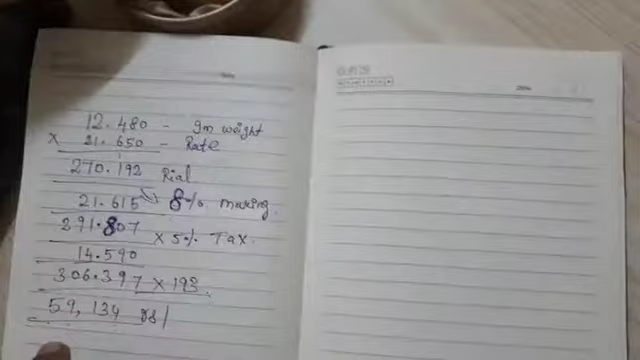 12.480 - gm weight
x 21.650 - Rate
270.192 Rial
21.615 8% making
291.807 x 5% Tax.
14.590
306.397 x 193
59,134